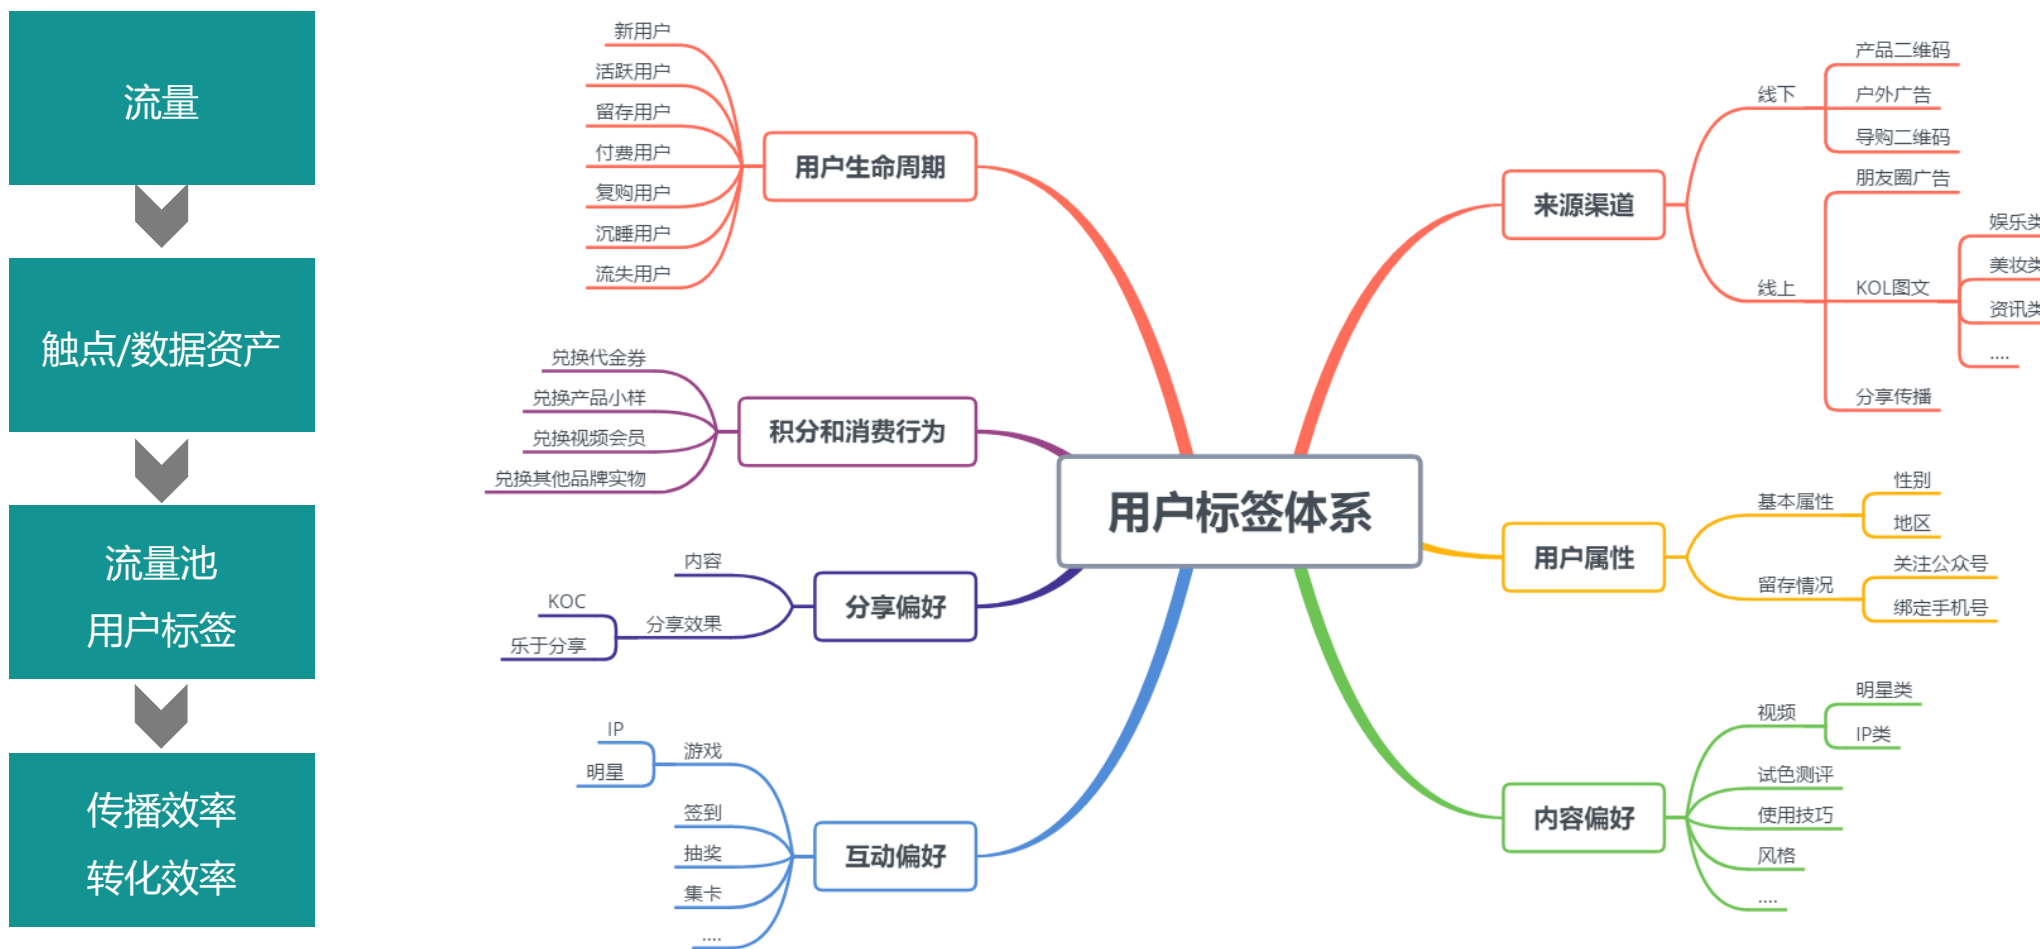 流量
触点/数据资产
流量池
用户标签
传播效率
转化效率
用户标签体系
用户生命周期
新用户
活跃用户
留存用户
付费用户
复购用户
沉睡用户
流失用户
积分和消费行为
兑换代金券
兑换产品小样
兑换视频会员
兑换其他品牌实物
分享偏好
内容
分享效果
KOC
乐于分享
互动偏好
游戏
IP
明星
签到
抽奖
集卡
....
来源渠道
线下
产品二维码
户外广告
导购二维码
线上
朋友圈广告
KOL图文
娱乐类
美妆类
资讯类
....
分享传播
用户属性
基本属性
性别
地区
留存情况
关注公众号
绑定手机号
内容偏好
视频
明星类
IP类
试色测评
使用技巧
风格
....